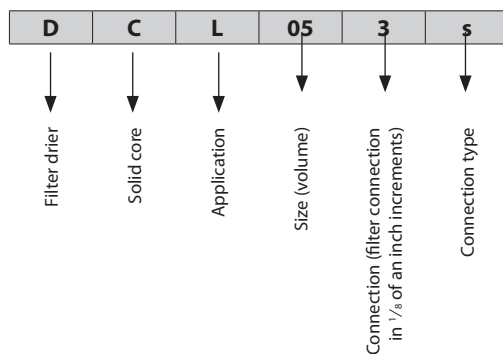 D C L 05 3 s
Filter drier
Solid core
Application
Size (volume)
Connection (filter connection
in 1/8 of an inch increments)
Connection type